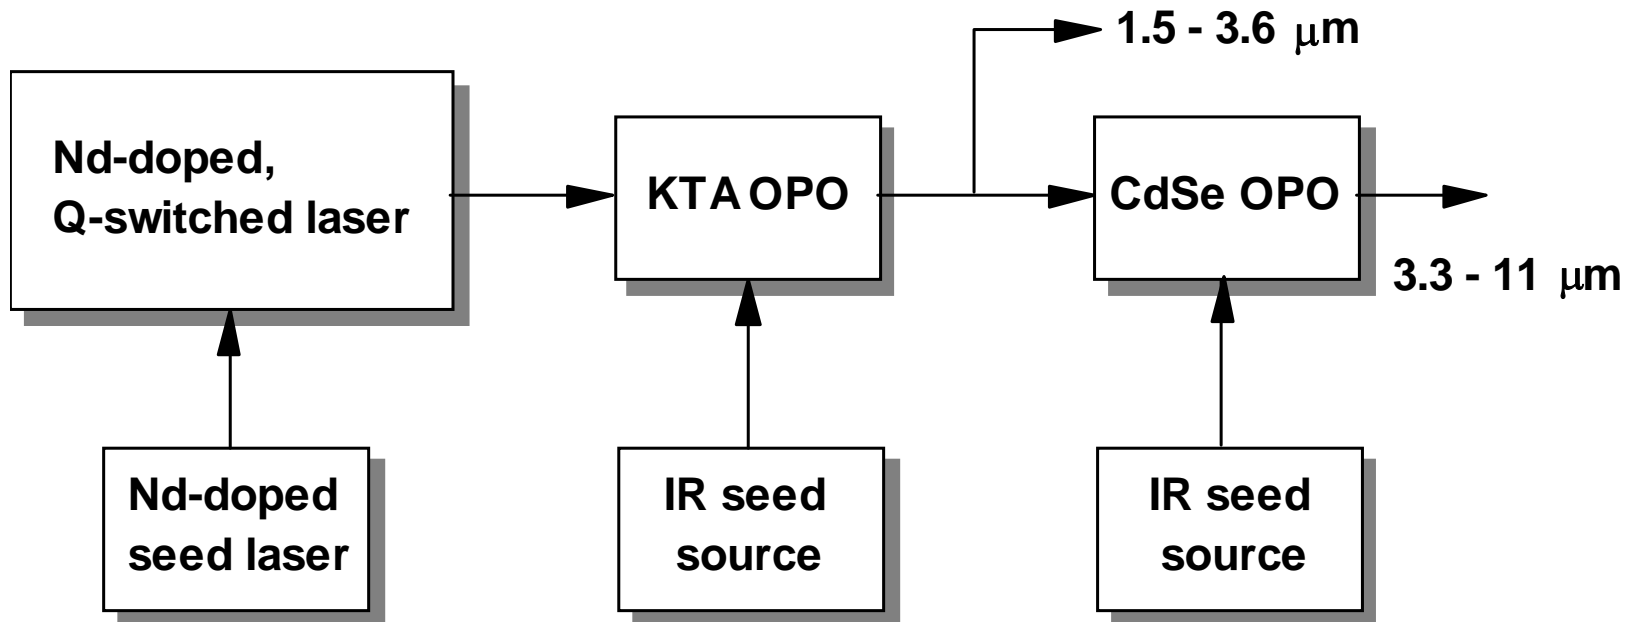 1.5 - 3.6 μm
Nd-doped,
Q-switched laser
KTA OPO
CdSe OPO
3.3 - 11 μm
Nd-doped
seed laser
IR seed
source
IR seed
source